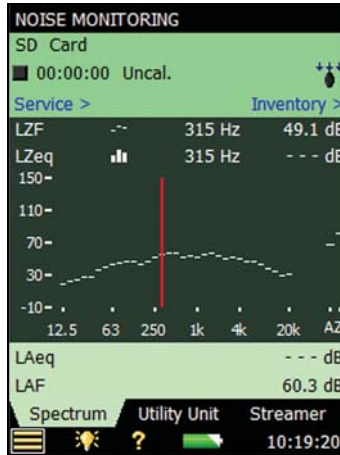 NOISE MONITORING
SD Card
00:00:00 Uncal.
Service > Inventory >
LZF 315 Hz 49.1 dB
LZeq 315 Hz - - - dB
150
110
70
30
-10
12.5 63 250 1k 4k 20k AZ
LAeq - - - dB
LAF 60.3 dB
Spectrum Utility Unit Streamer
? 10:19:20